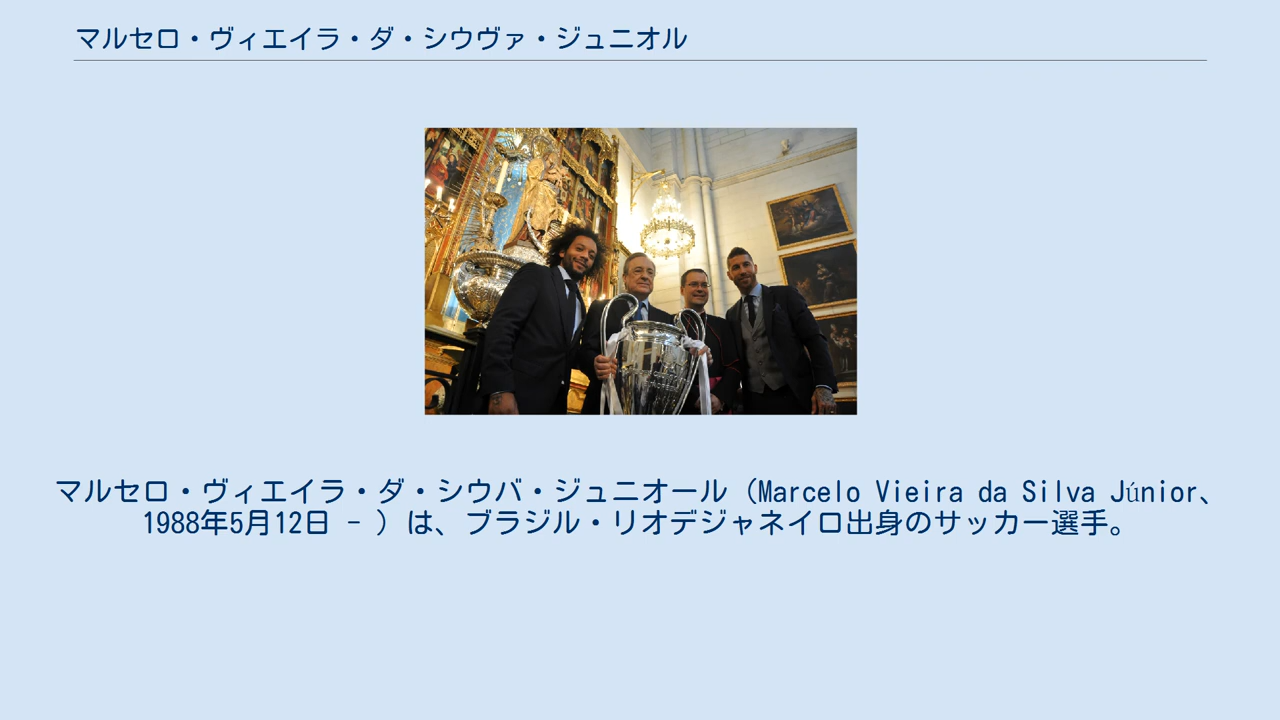 マルセロ・ヴィエイラ・ダ・シウヴァ・ジュニオル
マルセロ・ヴィエイラ・ダ・シウバ・ジュニオール（Marcelo Vieira da Silva Júnior、
1988年5月12日 - ）は、ブラジル・リオデジャネイロ出身のサッカー選手。